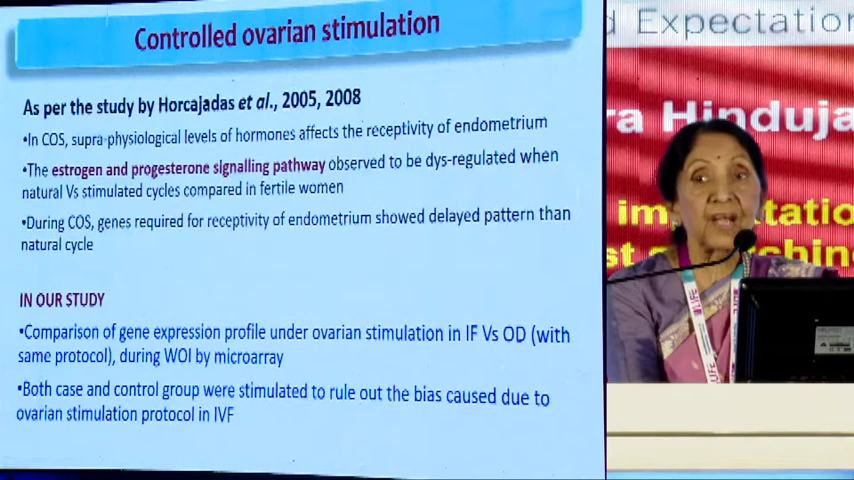 Controlled ovarian stimulation
As per the study by Horcajadas et al., 2005, 2008
•In COS, supra-physiological levels of hormones affects the receptivity of endometrium
•The estrogen and progesterone signalling pathway observed to be dys-regulated when
natural Vs stimulated cycles compared in fertile women
•During COS, genes required for receptivity of endometrium showed delayed pattern than
natural cycle
IN OUR STUDY
•Comparison of gene expression profile under ovarian stimulation in IF Vs OD (with
same protocol), during WOI by microarray
•Both case and control group were stimulated to rule out the bias caused due to
ovarian stimulation protocol in IVF
d Expectation
ra Hinduja
im tation
st chin